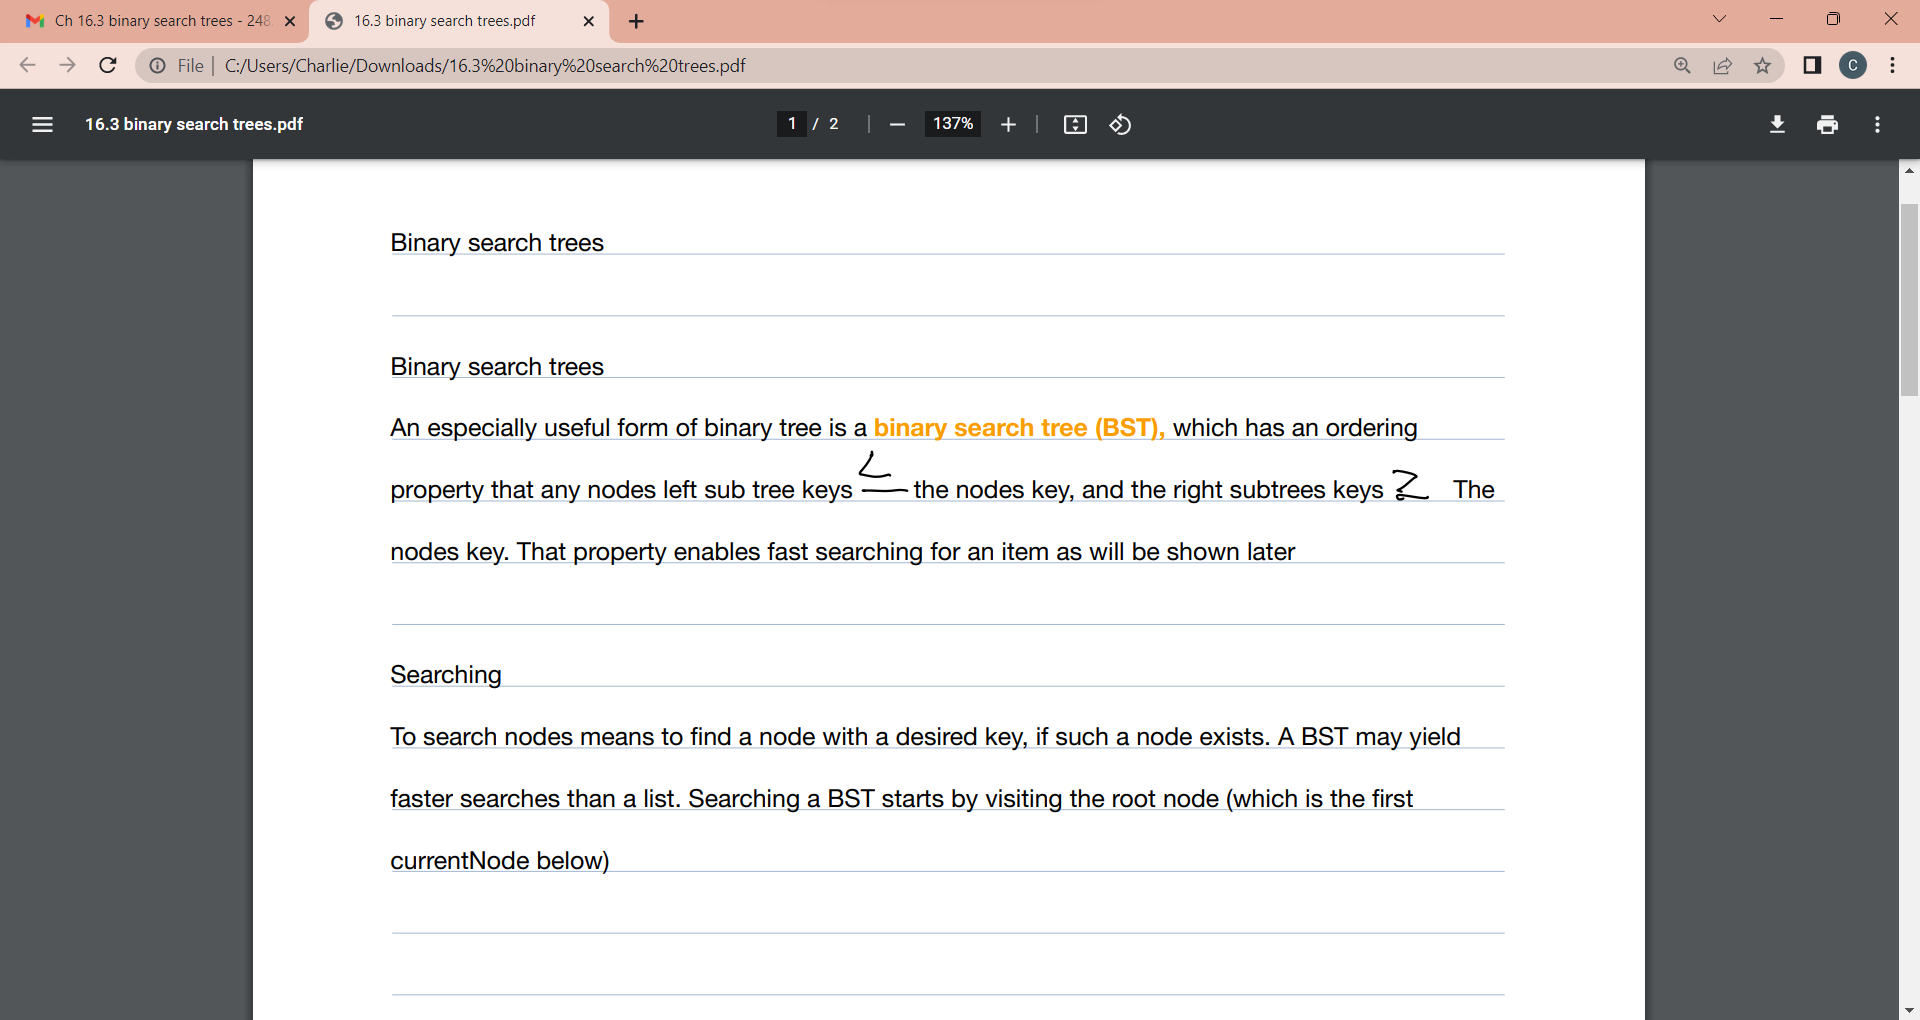 Ch 16.3 binary search trees - 248
16.3 binary search trees.pdf
File | C:/Users/Charlie/Downloads/16.3%20binary%20search%20trees.pdf
C
16.3 binary search trees.pdf
1 / 2 | — 137% + |
Binary search trees
Binary search trees
An especially useful form of binary tree is a binary search tree (BST), which has an ordering
property that any nodes left sub tree keys ≤ the nodes key, and the right subtrees keys ≥ The
nodes key. That property enables fast searching for an item as will be shown later
Searching
To search nodes means to find a node with a desired key, if such a node exists. A BST may yield
faster searches than a list. Searching a BST starts by visiting the root node (which is the first
currentNode below)